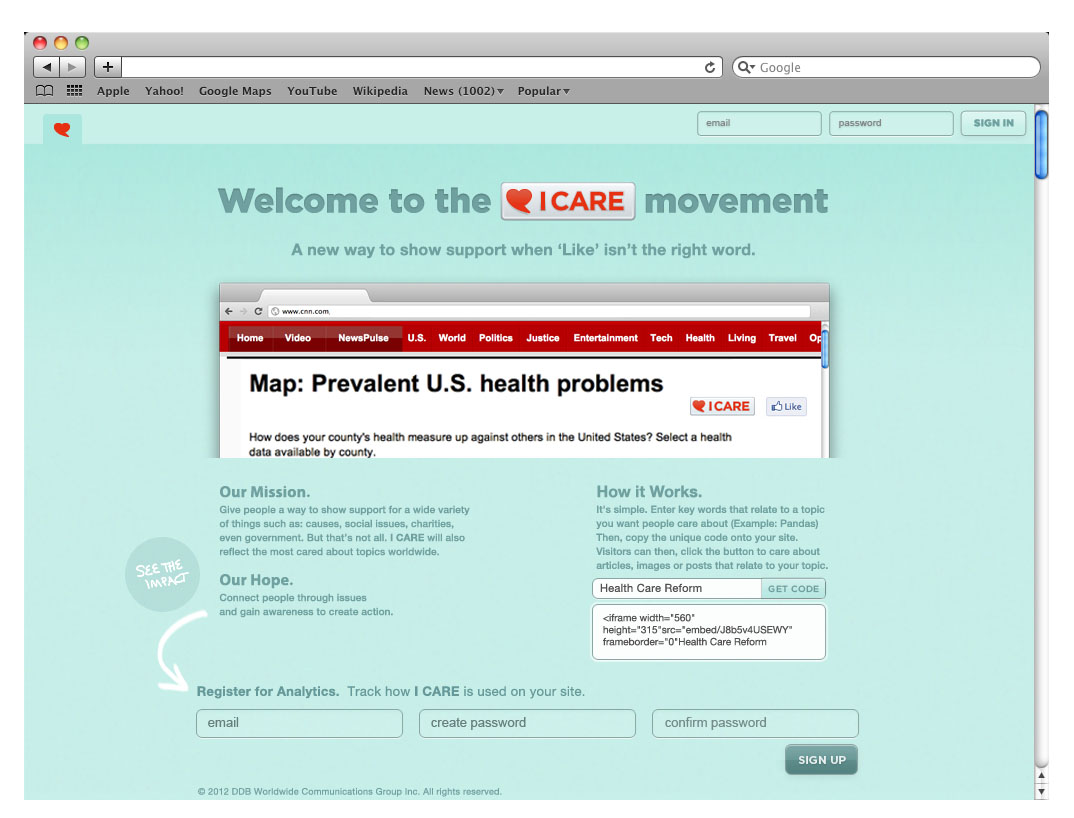 Google
Apple Yahoo! Google Maps YouTube Wikipedia News (1002) Popular
email password SIGN IN
Welcome to the I CARE movement
A new way to show support when ‘Like’ isn’t the right word.
www.cnn.com
Home Video NewsPulse U.S. World Politics Justice Entertainment Tech Health Living Travel Op
Map: Prevalent U.S. health problems
I CARE Like
How does your county's health measure up against others in the United States? Select a health
data available by county.
Our Mission.
Give people a way to show support for a wide variety
of things such as: causes, social issues, charities,
even government. But that's not all. I CARE will also
reflect the most cared about topics worldwide.
Our Hope.
Connect people through issues
and gain awareness to create action.
SEE THE
IMPACT
How it Works.
It's simple. Enter key words that relate to a topic
you want people care about (Example: Pandas)
Then, copy the unique code onto your site.
Visitors can then, click the button to care about
articles, images or posts that relate to your topic.
Health Care Reform GET CODE
<iframe width="560"
height="315"src="embed/J8b5v4USEWY"
frameborder="0"Health Care Reform
Register for Analytics. Track how I CARE is used on your site.
email create password confirm password
SIGN UP
© 2012 DDB Worldwide Communications Group Inc. All rights reserved.